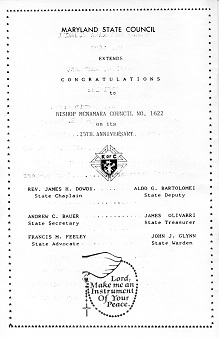 MARYLAND STATE COUNCIL
EXTENDS
CONGRATULATIONS
to
BISHOP MCNAMARA COUNCIL NO. 1622
on its
75TH ANNIVERSARY
K of C
REV. JAMES H. DOWDS
ALDO G. BARTOLOMEI
State Chaplain
State Deputy
ANDREW C. BAUER
JAMES OLIVARRI
State Secretary
State Treasurer
FRANCIS M. FEELEY
JOHN J. GLYNN
State Advocate
State Warden
Lord,
Make me an
Instrument
Of Your
Peace